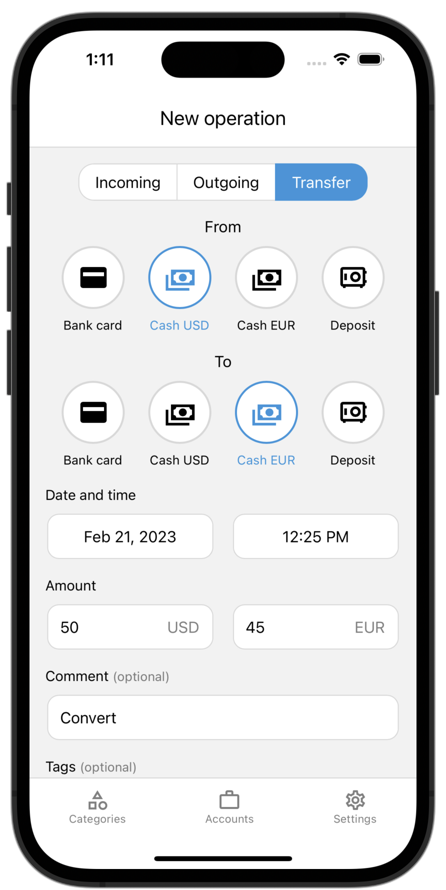 1:11
New operation
Incoming Outgoing Transfer
From
Bank card Cash USD Cash EUR Deposit
To
Bank card Cash USD Cash EUR Deposit
Date and time
Feb 21, 2023 12:25 PM
Amount
50 USD 45 EUR
Comment (optional)
Convert
Tags (optional)
Categories Accounts Settings